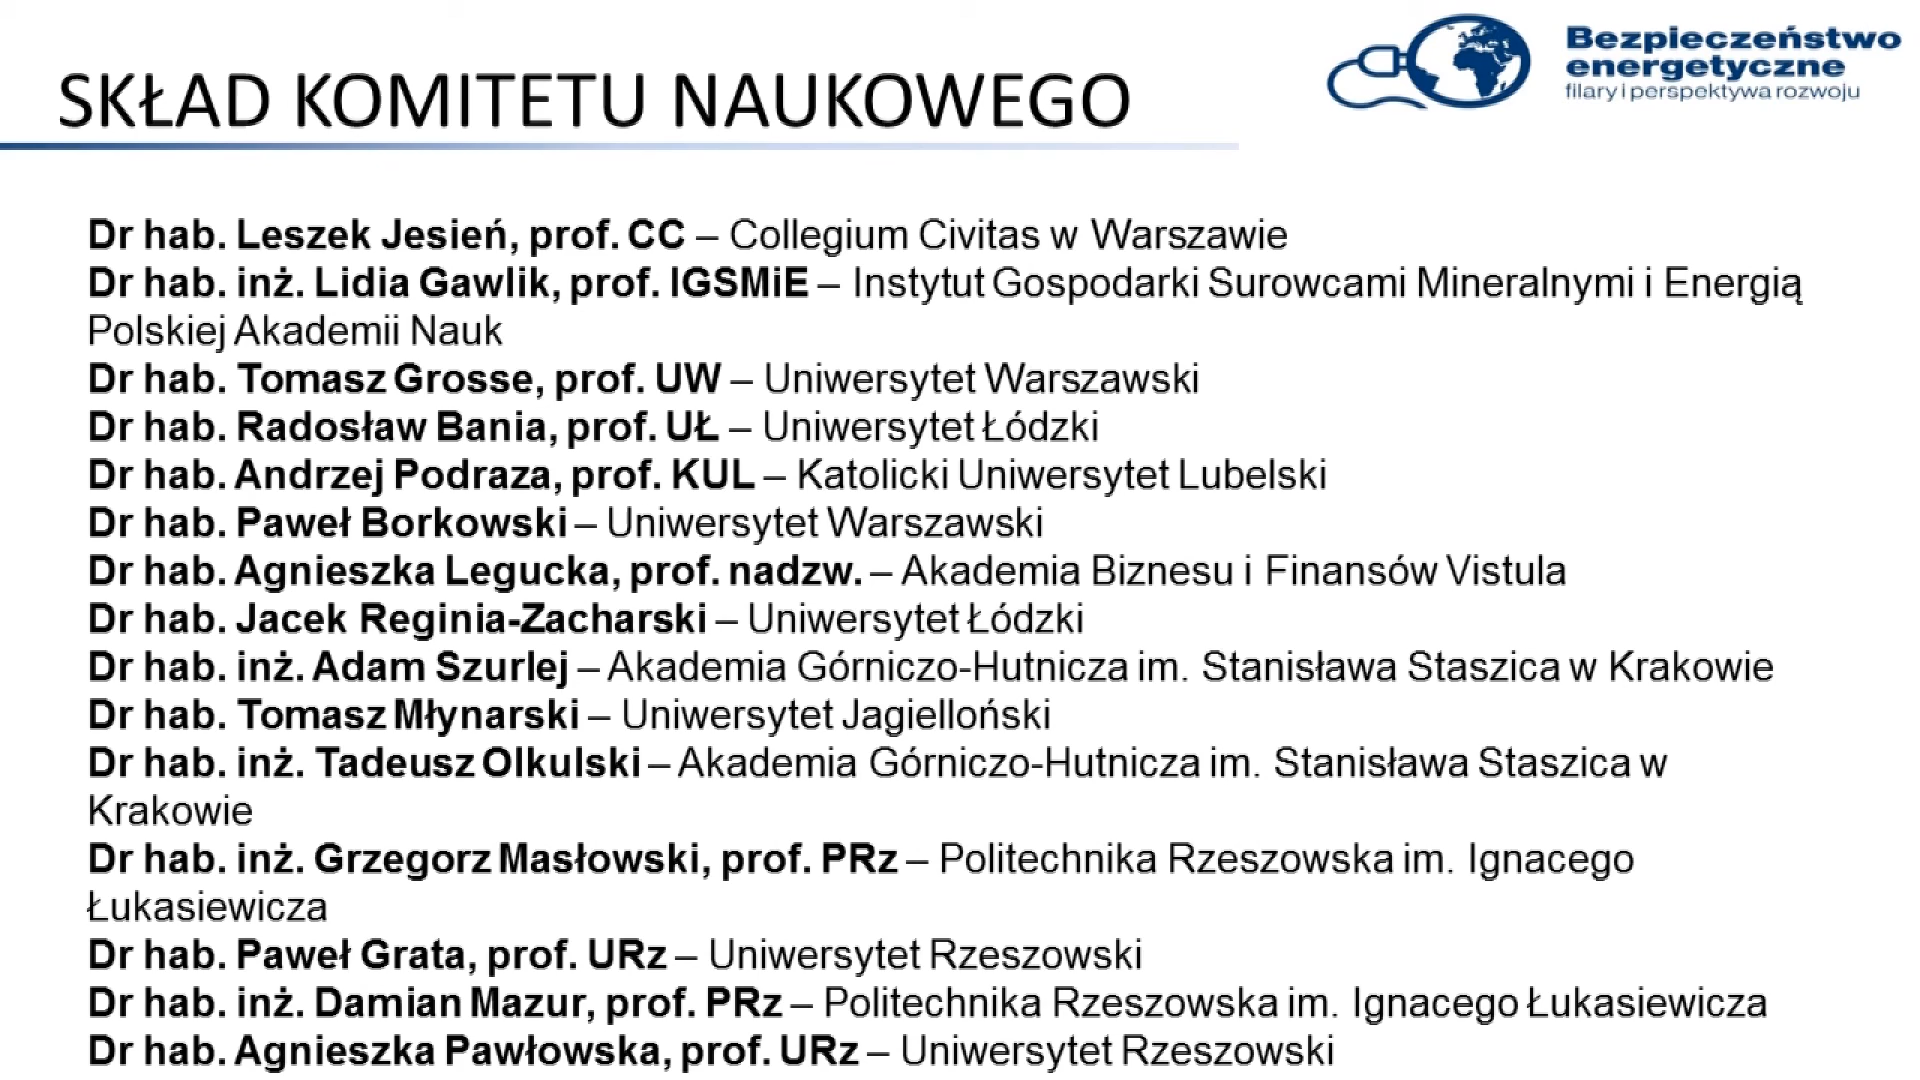 Bezpieczeństwo
energetyczne
filary i perspektywa rozwoju
SKŁAD KOMITETU NAUKOWEGO
Dr hab. Leszek Jesień, prof. CC – Collegium Civitas w Warszawie
Dr hab. inż. Lidia Gawlik, prof. IGSMiE – Instytut Gospodarki Surowcami Mineralnymi i Energią
Polskiej Akademii Nauk
Dr hab. Tomasz Grosse, prof. UW – Uniwersytet Warszawski
Dr hab. Radosław Bania, prof. UŁ – Uniwersytet Łódzki
Dr hab. Andrzej Podraza, prof. KUL – Katolicki Uniwersytet Lubelski
Dr hab. Paweł Borkowski – Uniwersytet Warszawski
Dr hab. Agnieszka Legucka, prof. nadzw. – Akademia Biznesu i Finansów Vistula
Dr hab. Jacek Reginia-Zacharski – Uniwersytet Łódzki
Dr hab. inż. Adam Szurlej – Akademia Górniczo-Hutnicza im. Stanisława Staszica w Krakowie
Dr hab. Tomasz Młynarski – Uniwersytet Jagielloński
Dr hab. inż. Tadeusz Olkulski – Akademia Górniczo-Hutnicza im. Stanisława Staszica w
Krakowie
Dr hab. inż. Grzegorz Masłowski, prof. PRz – Politechnika Rzeszowska im. Ignacego
Łukasiewicza
Dr hab. Paweł Grata, prof. URz – Uniwersytet Rzeszowski
Dr hab. inż. Damian Mazur, prof. PRz – Politechnika Rzeszowska im. Ignacego Łukasiewicza
Dr hab. Agnieszka Pawłowska, prof. URz – Uniwersytet Rzeszowski